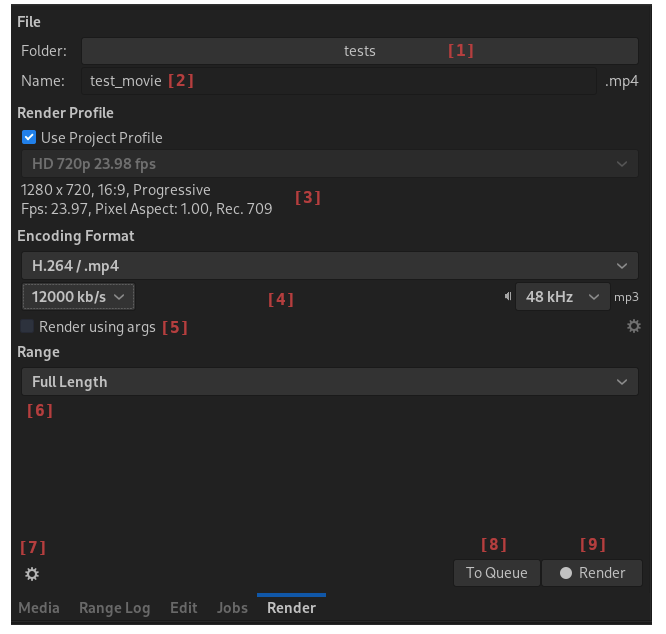 File
Folder: tests [1]
Name: test_movie [2] .mp4
Render Profile
Use Project Profile
HD 720p 23.98 fps
1280 x 720, 16:9, Progressive
Fps: 23.97, Pixel Aspect: 1.00, Rec. 709
[3]
Encoding Format
H.264 / .mp4
12000 kb/s [4] 48 kHz mp3
Render using args [5]
Range
Full Length
[6]
[7] [8] [9]
To Queue Render
Media Range Log Edit Jobs Render